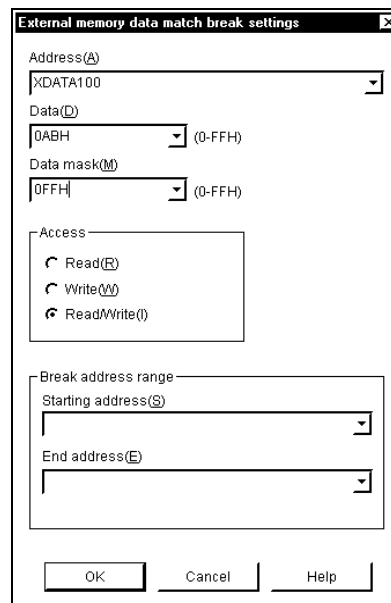 External memory data match break settings
Address(A)
XDATA100
Data(D)
0ABH (0-FFH)
Data mask(M)
0FFH (0-FFH)
Access
Read(R)
Write(W)
Read/Write(I)
Break address range
Starting address(S)
End address(E)
OK Cancel Help